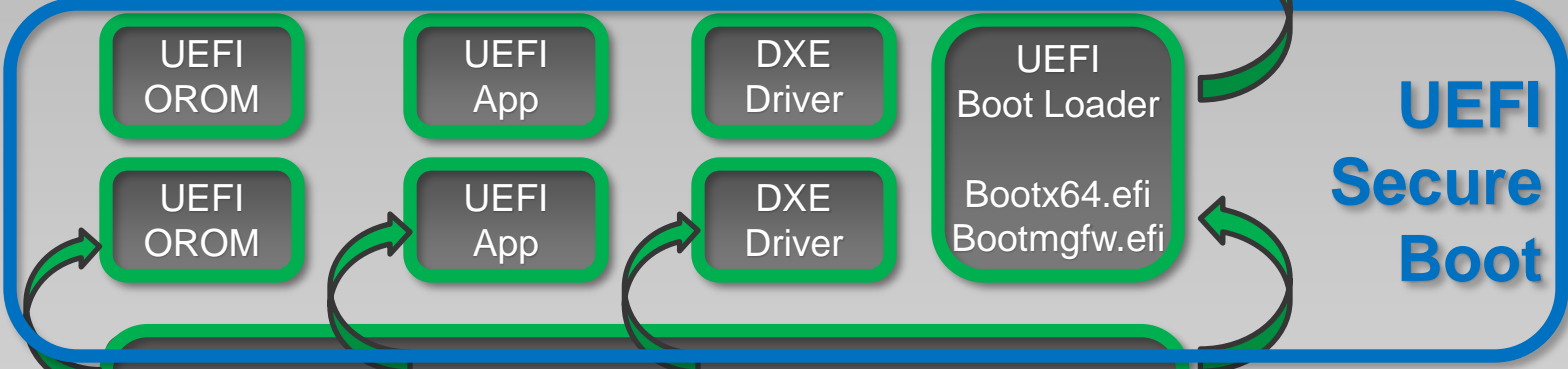 UEFI
OROM
UEFI
App
DXE
Driver
UEFI
Boot Loader
Bootx64.efi
Bootmgfw.efi
UEFI
OROM
UEFI
App
DXE
Driver
UEFI
Secure
Boot